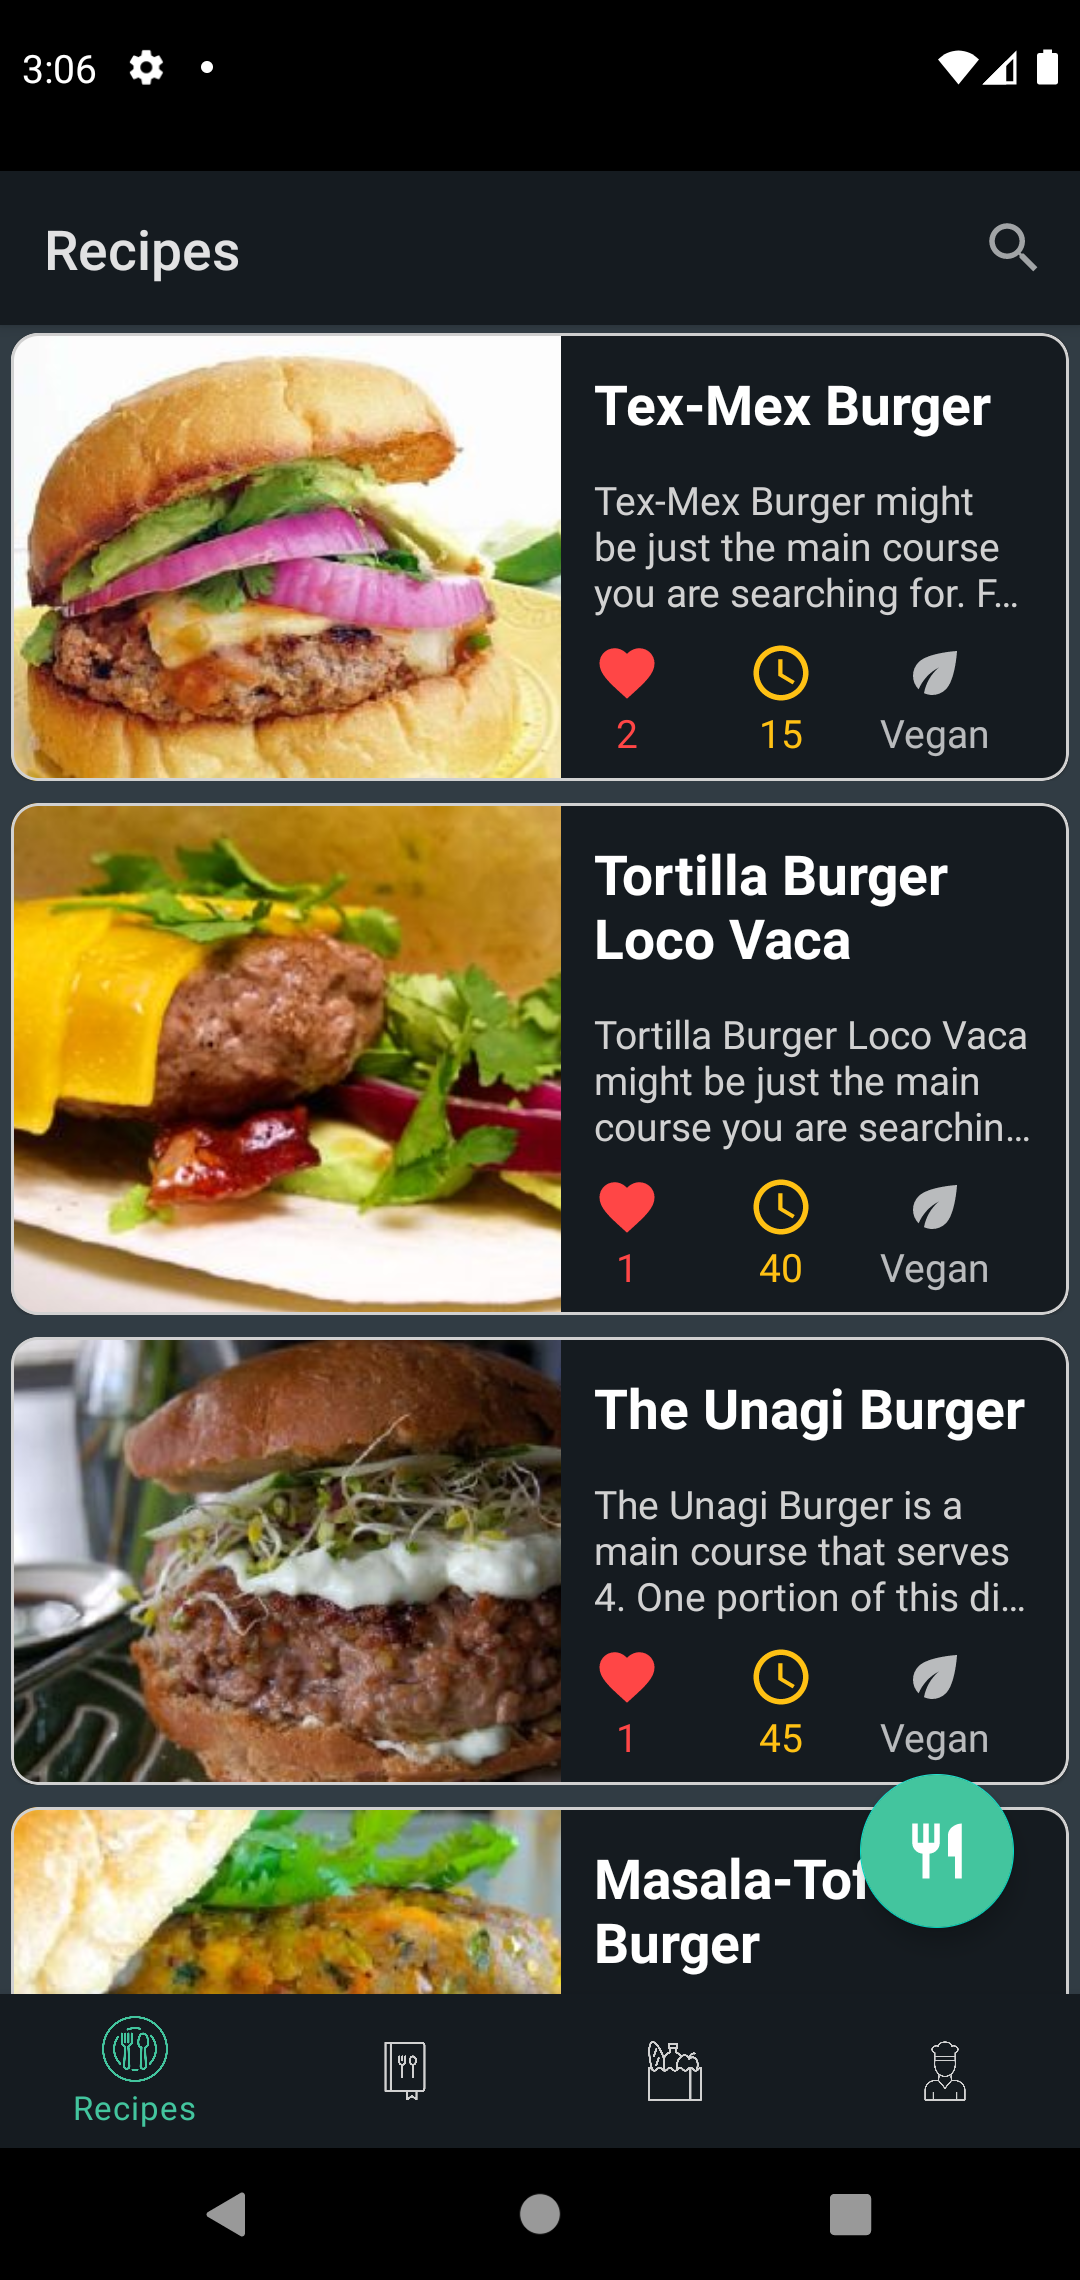 3:06
Recipes
Tex-Mex Burger
Tex-Mex Burger might
be just the main course
you are searching for. F...
2
15
Vegan
Tortilla Burger
Loco Vaca
Tortilla Burger Loco Vaca
might be just the main
course you are searchin...
1
40
Vegan
The Unagi Burger
The Unagi Burger is a
main course that serves
4. One portion of this di...
1
45
Vegan
Masala-Tof
Burger
Recipes